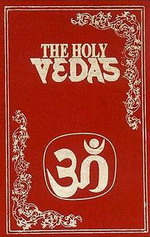 THE HOLY
VEDAS
ॐ